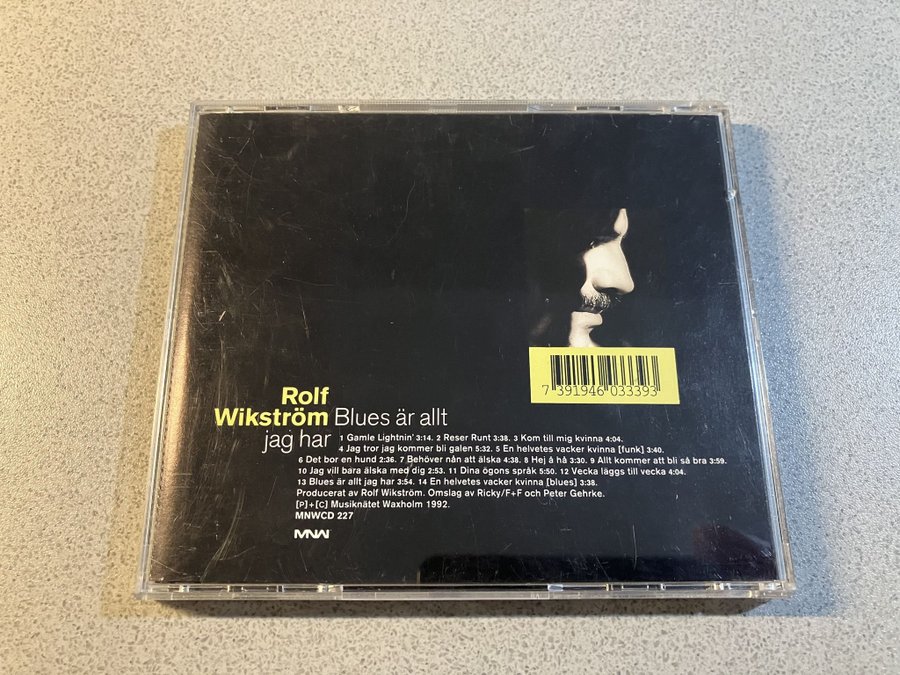 7 391946 033393
Rolf
Wikström Blues är allt
jag har 1 Gamle Lightnin' 3:14. 2 Reser Runt 3:38. 3 Kom till mig kvinna 4:04.
4 Jag tror jag kommer bli galen 5:32. 5 En helvetes vacker kvinna [funk] 3:40.
6 Det bor en hund 2:36. 7 Behöver nån att älska 4:38. 8 Hej å hå 3:30. 9 Allt kommer att bli så bra 3:59.
10 Jag vill bara älska med dig 2:53. 11 Dina ögons språk 5:50. 12 Vecka läggs till vecka 4:04.
13 Blues är allt jag har 3:54. 14 En helvetes vacker kvinna [blues] 3:38.
Producerat av Rolf Wikström. Omslag av Ricky/F+F och Peter Gehrke.
[P]+[C] Musiknätet Waxholm 1992.
MNWCD 227
MNW